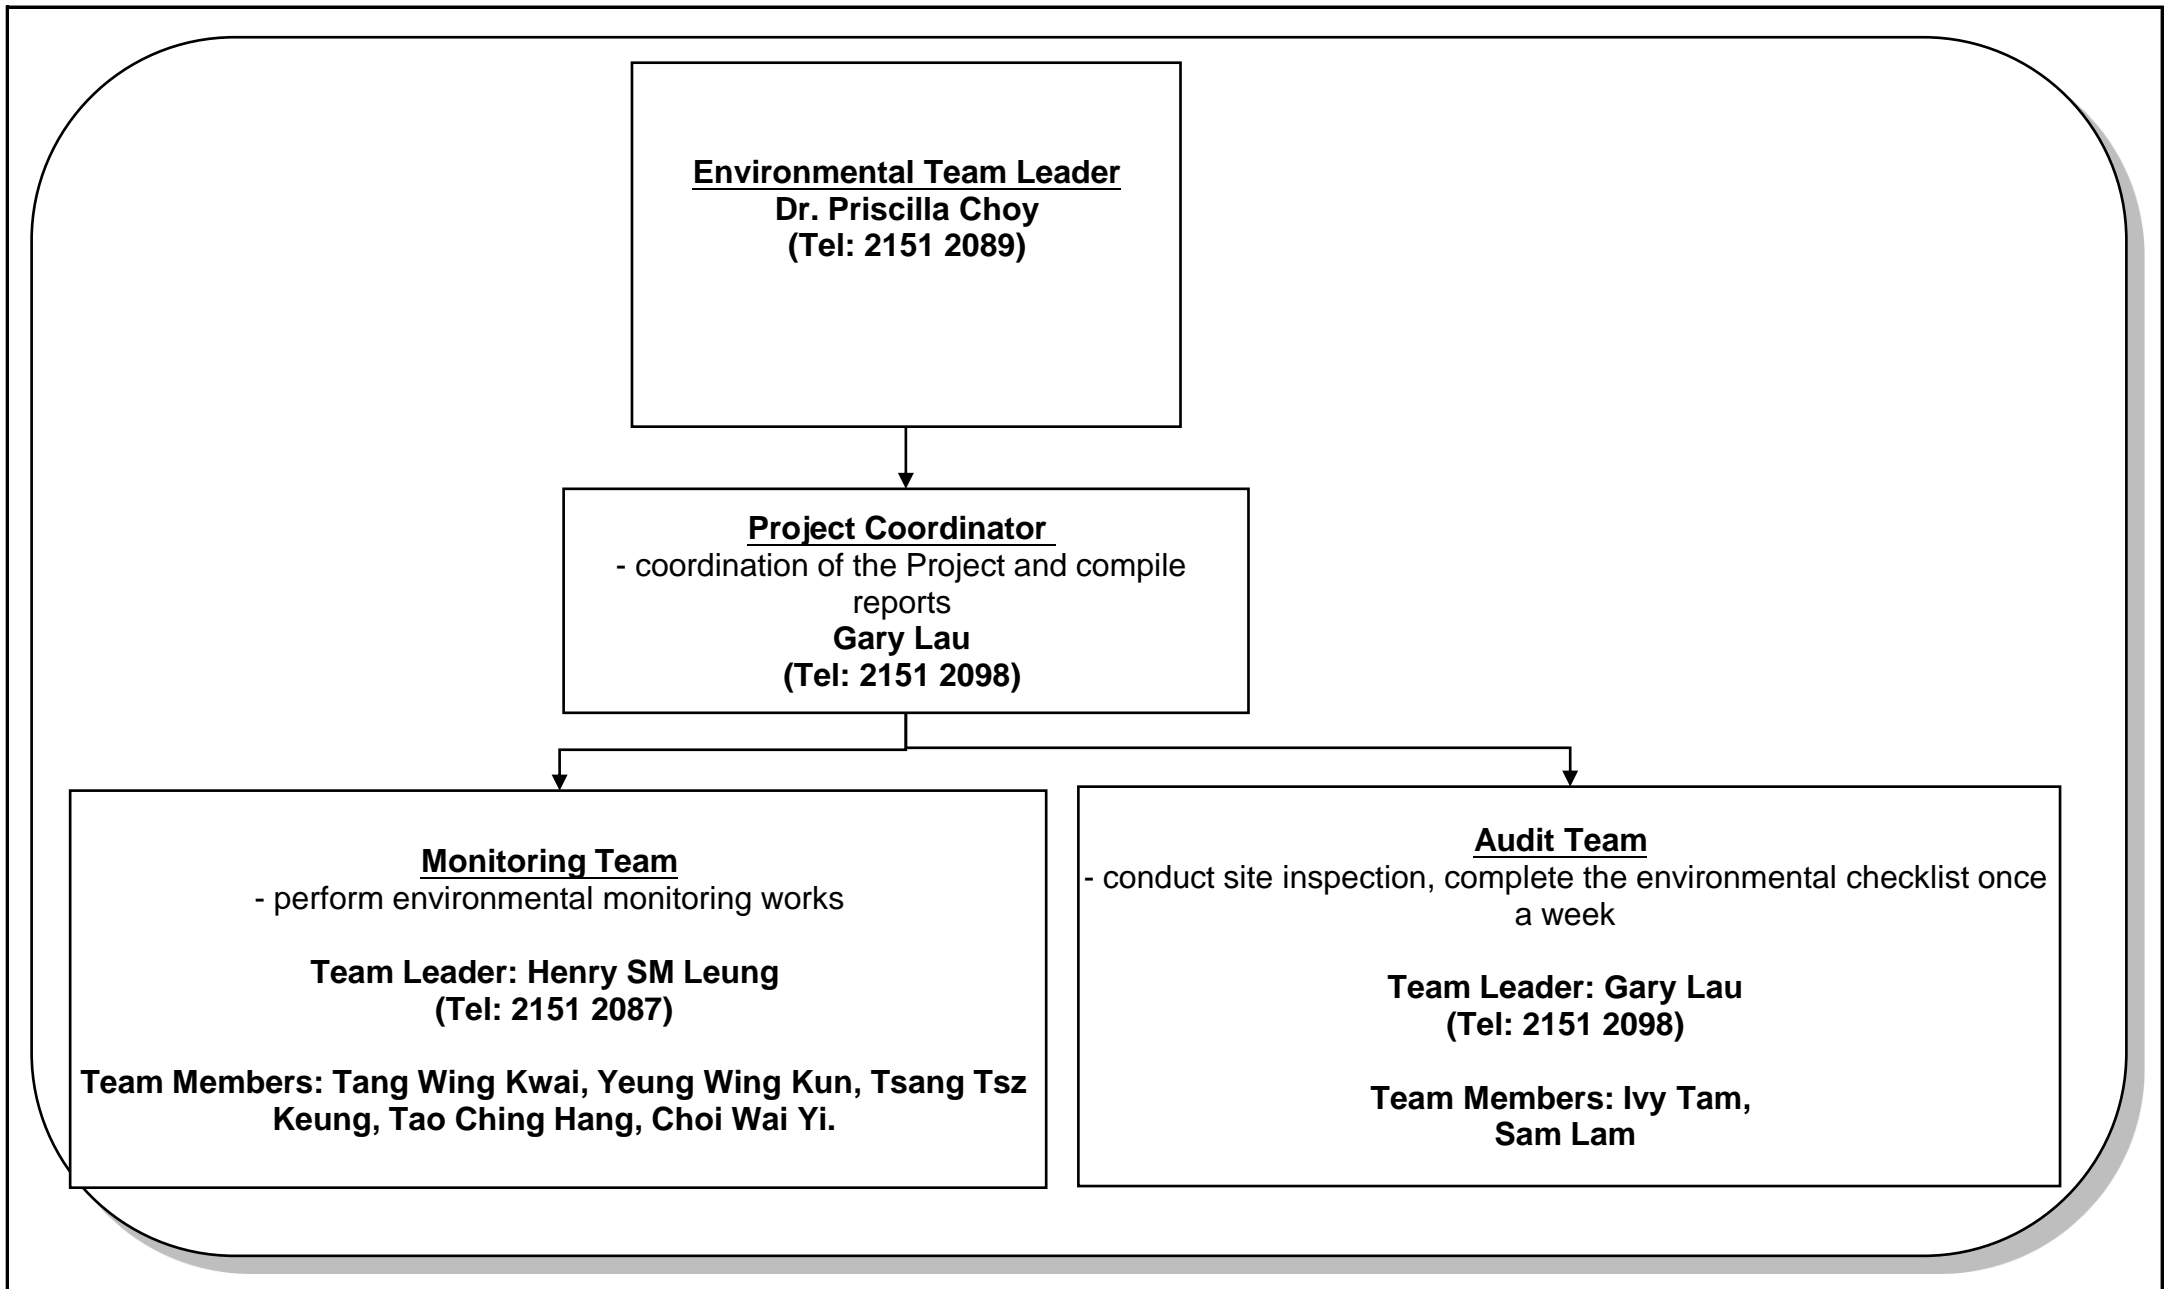 Environmental Team Leader
Dr. Priscilla Choy
(Tel: 2151 2089)
Project Coordinator
- coordination of the Project and compile
reports
Gary Lau
(Tel: 2151 2098)
Monitoring Team
- perform environmental monitoring works
Team Leader: Henry SM Leung
(Tel: 2151 2087)
Team Members: Tang Wing Kwai, Yeung Wing Kun, Tsang Tsz
Keung, Tao Ching Hang, Choi Wai Yi.
Audit Team
- conduct site inspection, complete the environmental checklist once
a week
Team Leader: Gary Lau
(Tel: 2151 2098)
Team Members: Ivy Tam,
Sam Lam